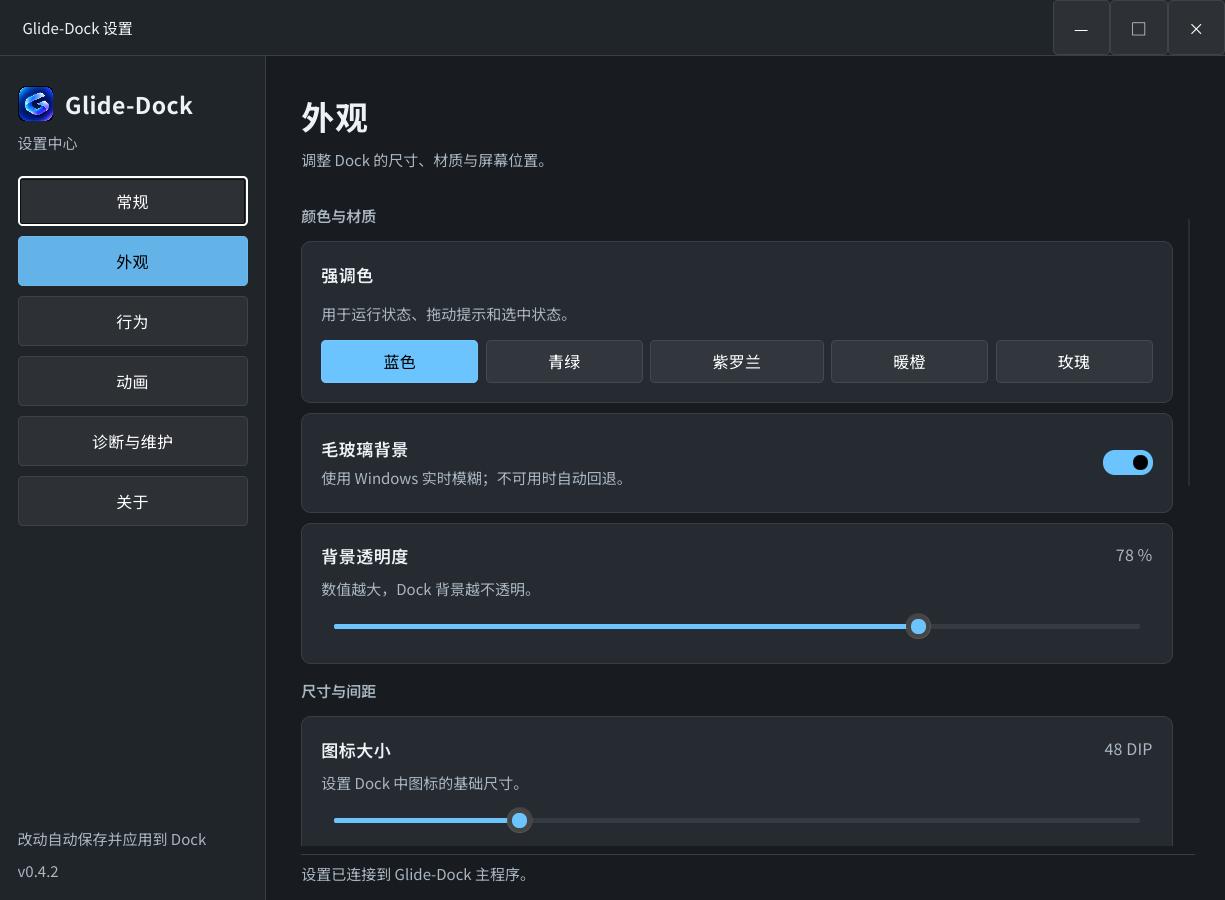 Glide-Dock 设置
Glide-Dock
设置中心
常规
外观
行为
动画
诊断与维护
关于
改动自动保存并应用到 Dock
v0.4.2
外观
调整 Dock 的尺寸、材质与屏幕位置。
颜色与材质
强调色
用于运行状态、拖动提示和选中状态。
蓝色
青绿
紫罗兰
暖橙
玫瑰
毛玻璃背景
使用 Windows 实时模糊；不可用时自动回退。
背景透明度
78 %
数值越大，Dock 背景越不透明。
尺寸与间距
图标大小
48 DIP
设置 Dock 中图标的基础尺寸。
设置已连接到 Glide-Dock 主程序。